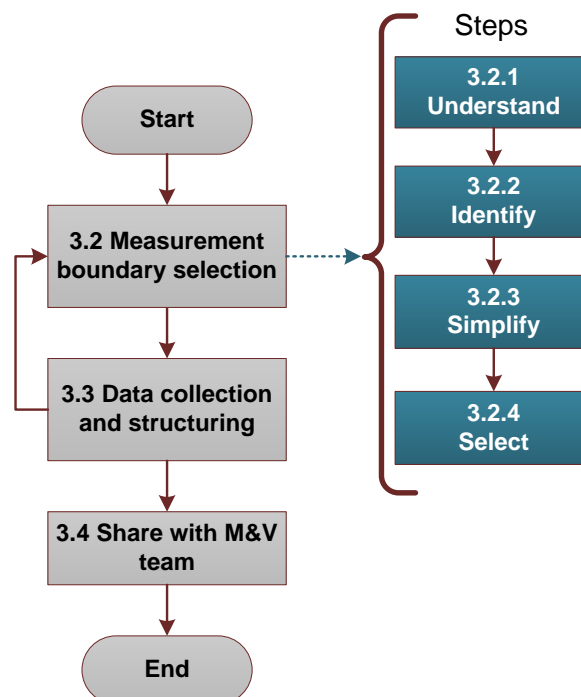 Start
3.2 Measurement
boundary selection
3.3 Data collection
and structuring
3.4 Share with M&V
team
End
Steps
3.2.1
Understand
3.2.2
Identify
3.2.3
Simplify
3.2.4
Select